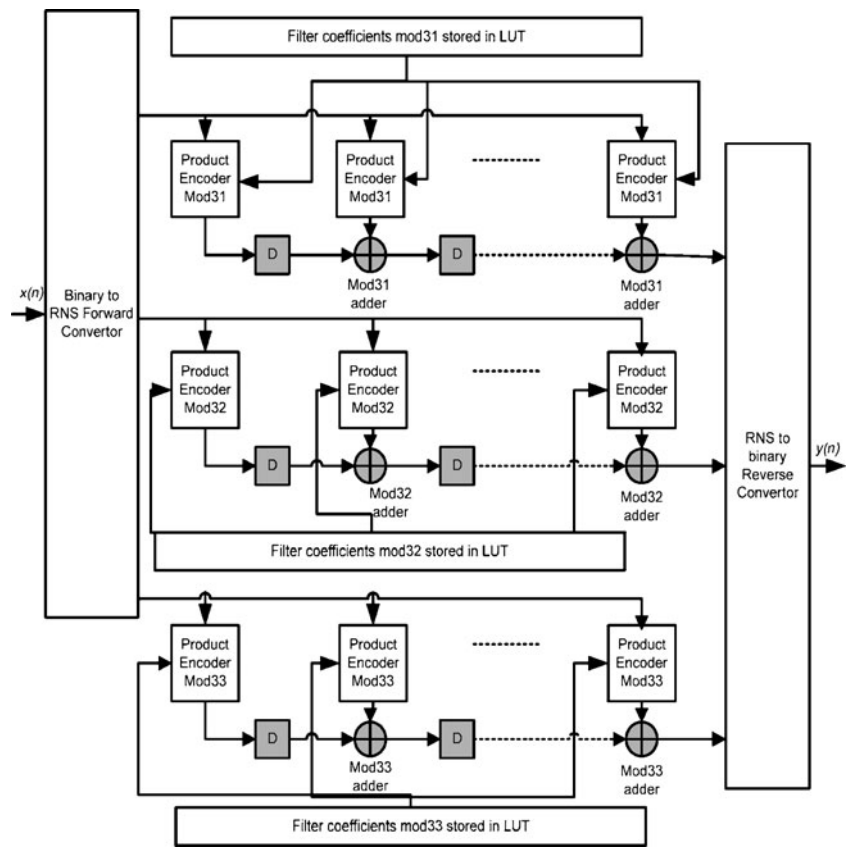 Filter coefficients mod31 stored in LUT
Product
Encoder
Mod31
Product
Encoder
Mod31
Product
Encoder
Mod31
D
D
Mod31
adder
Mod31
adder
x(n)
Binary to
RNS Forward
Convertor
Product
Encoder
Mod32
Product
Encoder
Mod32
Product
Encoder
Mod32
D
D
Mod32
adder
Mod32
adder
RNS to
binary
Reverse
Convertor
y(n)
Filter coefficients mod32 stored in LUT
Product
Encoder
Mod33
Product
Encoder
Mod33
Product
Encoder
Mod33
D
D
Mod33
adder
Mod33
adder
Filter coefficients mod33 stored in LUT